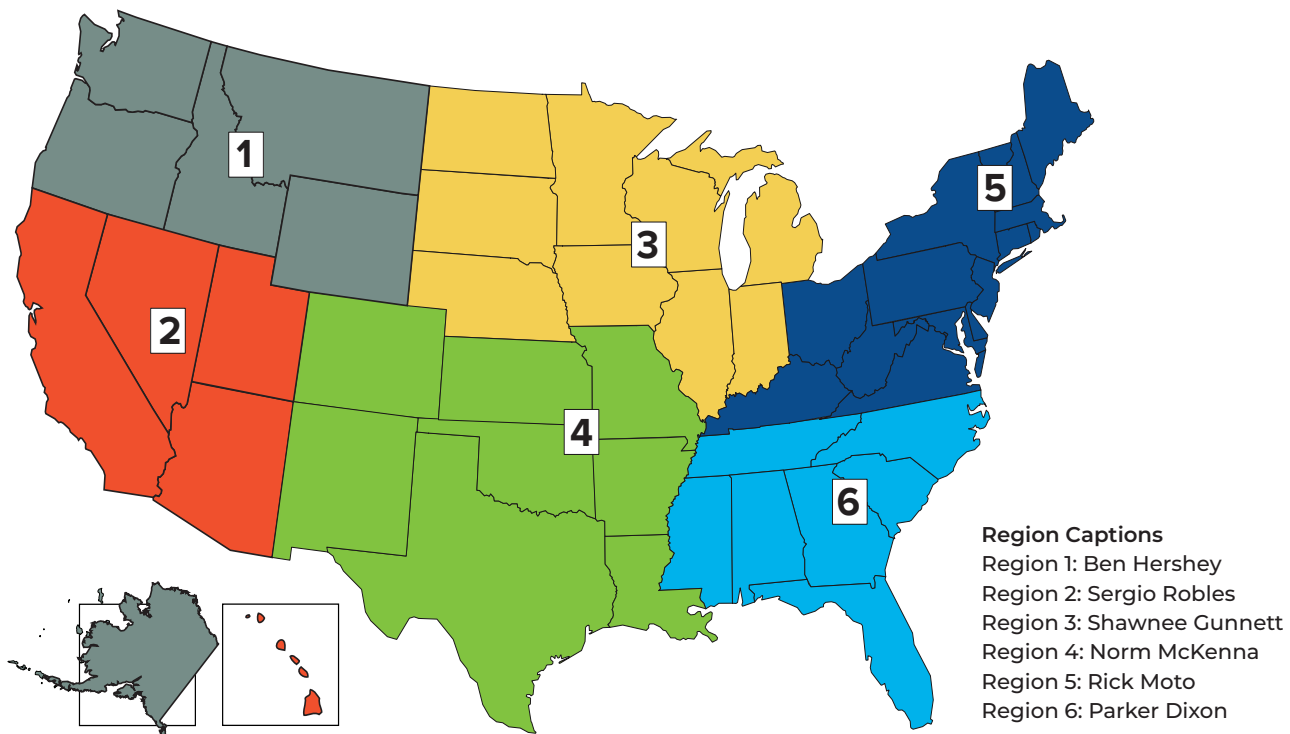 1
2
3
4
5
6
Region Captions
Region 1: Ben Hershey
Region 2: Sergio Robles
Region 3: Shawnee Gunnett
Region 4: Norm McKenna
Region 5: Rick Moto
Region 6: Parker Dixon